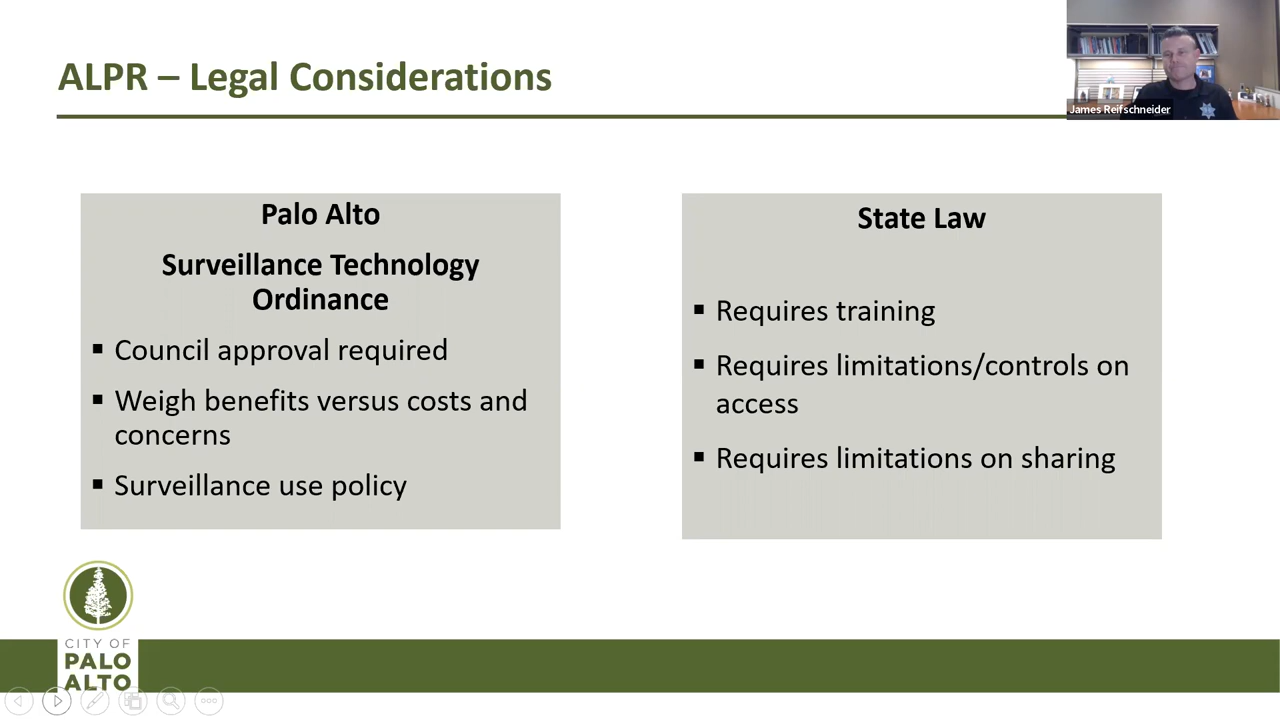 ALPR – Legal Considerations
James Reifschneider
Palo Alto
Surveillance Technology
Ordinance
▪ Council approval required
▪ Weigh benefits versus costs and
concerns
▪ Surveillance use policy
State Law
▪ Requires training
▪ Requires limitations/controls on
access
▪ Requires limitations on sharing
CITY OF
PALO
ALTO